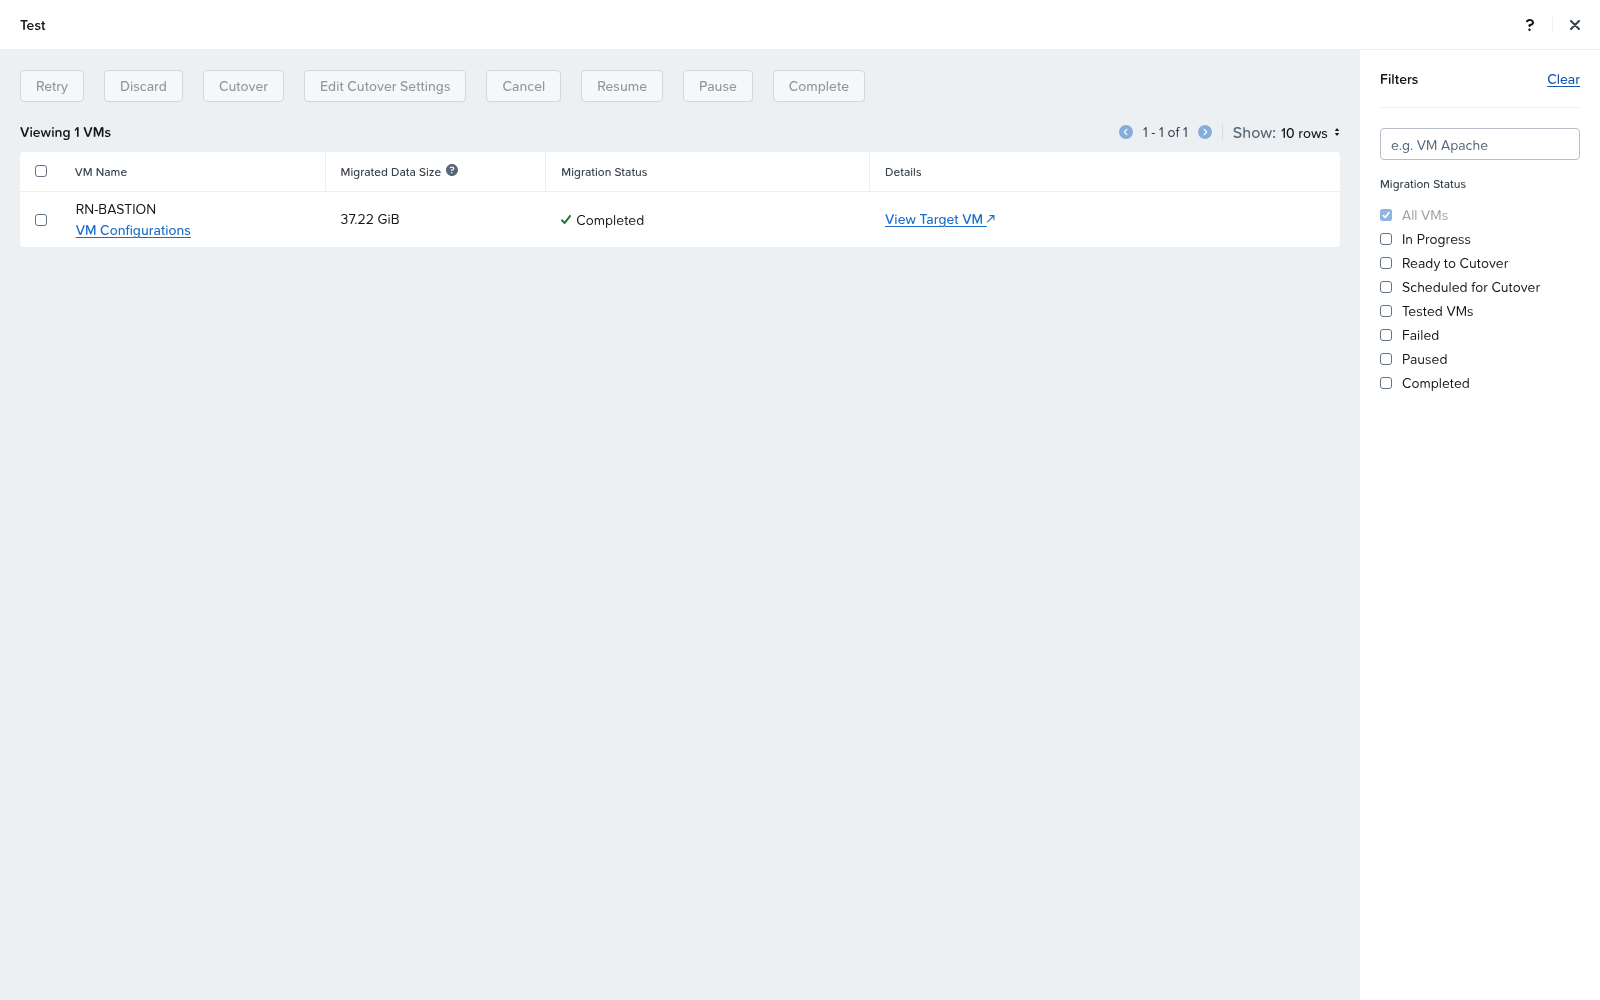 Test
?
Retry Discard Cutover Edit Cutover Settings Cancel Resume Pause Complete
Viewing 1 VMs
1 - 1 of 1
Show: 10 rows
VM Name Migrated Data Size ? Migration Status Details
RN-BASTION
VM Configurations
37.22 GiB
Completed
View Target VM
Filters Clear
e.g. VM Apache
Migration Status
All VMs
In Progress
Ready to Cutover
Scheduled for Cutover
Tested VMs
Failed
Paused
Completed